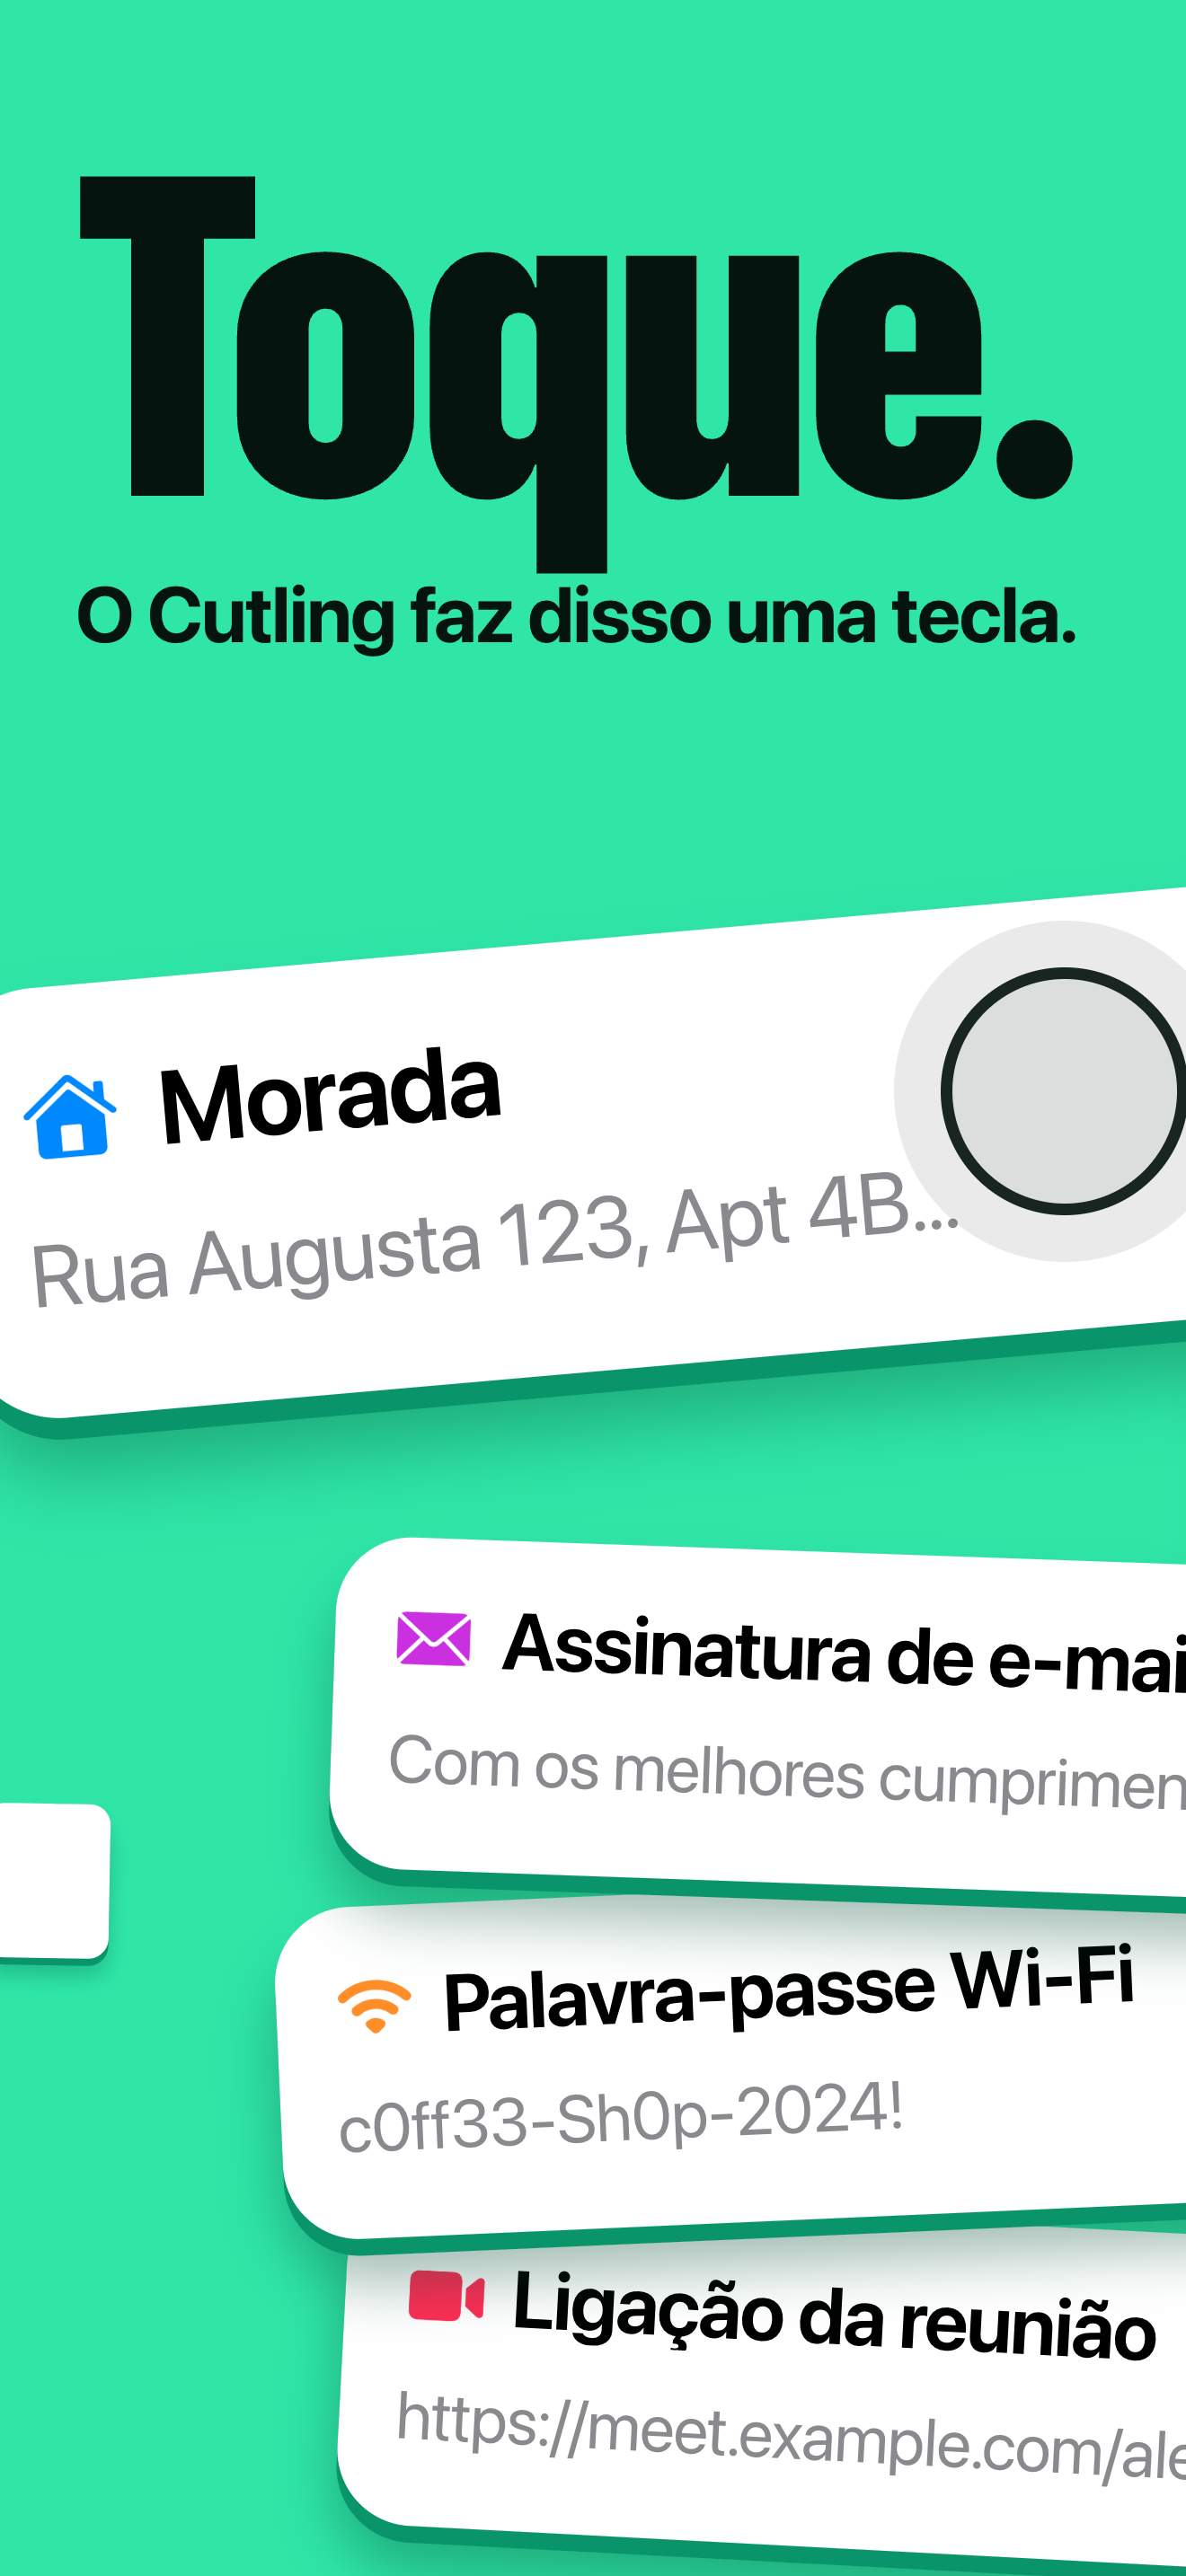 Toque.
O Cutling faz disso uma tecla.
Morada
Rua Augusta 123, Apt 4B...
Assinatura de e-mai
Com os melhores cumprimen
Palavra-passe Wi-Fi
c0ff33-Sh0p-2024!
Ligação da reunião
https://meet.example.com/ale